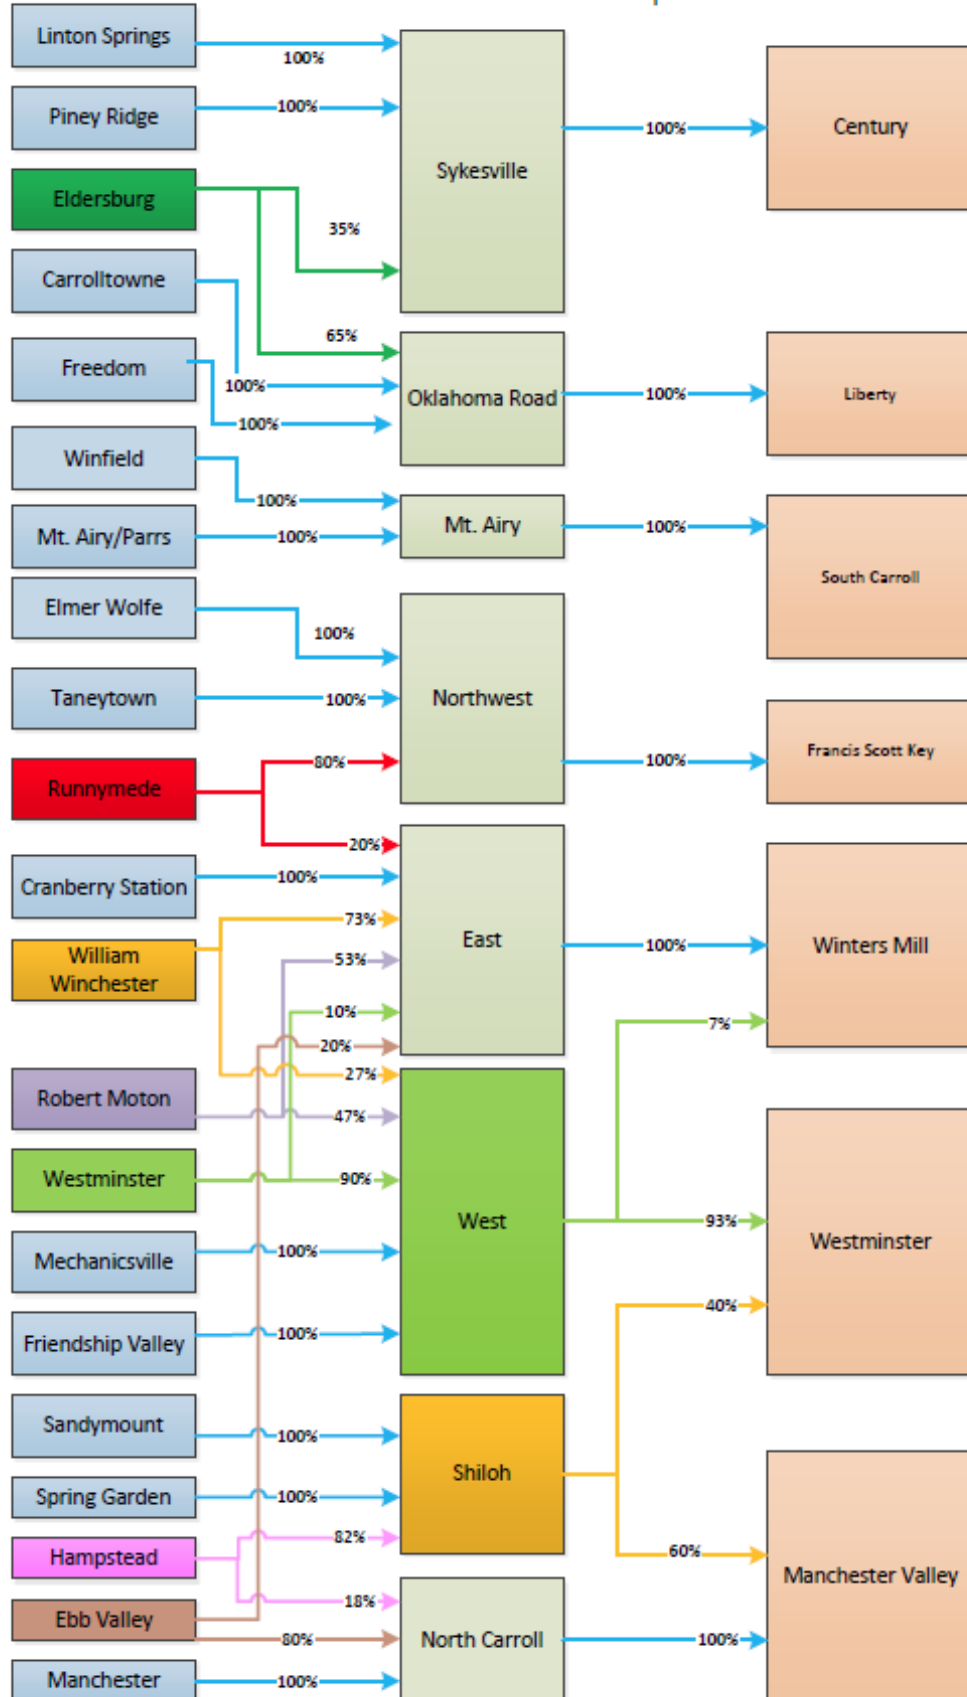 Linton Springs
100%
Piney Ridge
100%
Sykesville
100%
Century
Eldersburg
35%
Carrolltowne
65%
Freedom
100%
Oklahoma Road
100%
Liberty
100%
Winfield
100%
Mt. Airy/Parrs
100%
Mt. Airy
100%
South Carroll
Elmer Wolfe
100%
Taneytown
100%
Northwest
100%
Francis Scott Key
Runnymede
80%
20%
Cranberry Station
100%
William
Winchester
73%
East
100%
Winters Mill
53%
10%
7%
20%
27%
Robert Moton
47%
Westminster
90%
West
93%
Westminster
Mechanicsville
100%
40%
Friendship Valley
100%
Sandymount
100%
Shiloh
Spring Garden
100%
Hampstead
82%
60%
Manchester Valley
18%
Ebb Valley
80%
North Carroll
100%
Manchester
100%